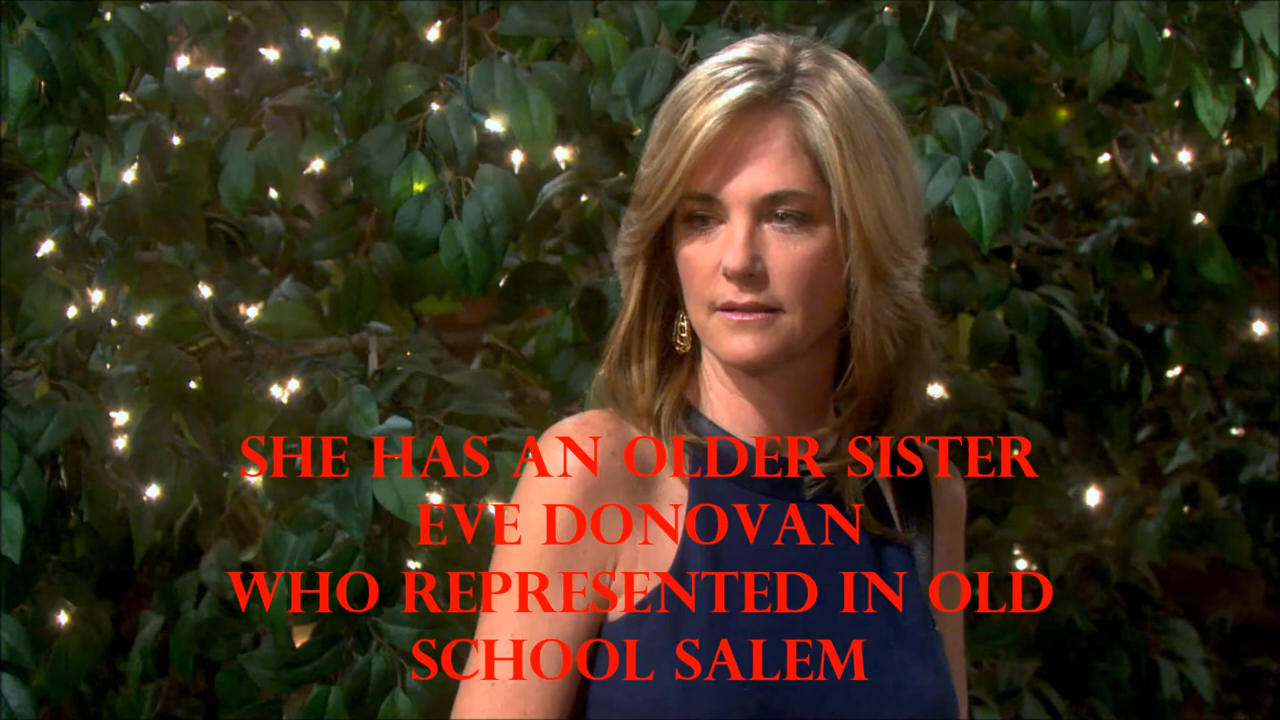 SHE HAS AN OLDER SISTER
EVE DONOVAN
WHO REPRESENTED IN OLD
SCHOOL SALEM